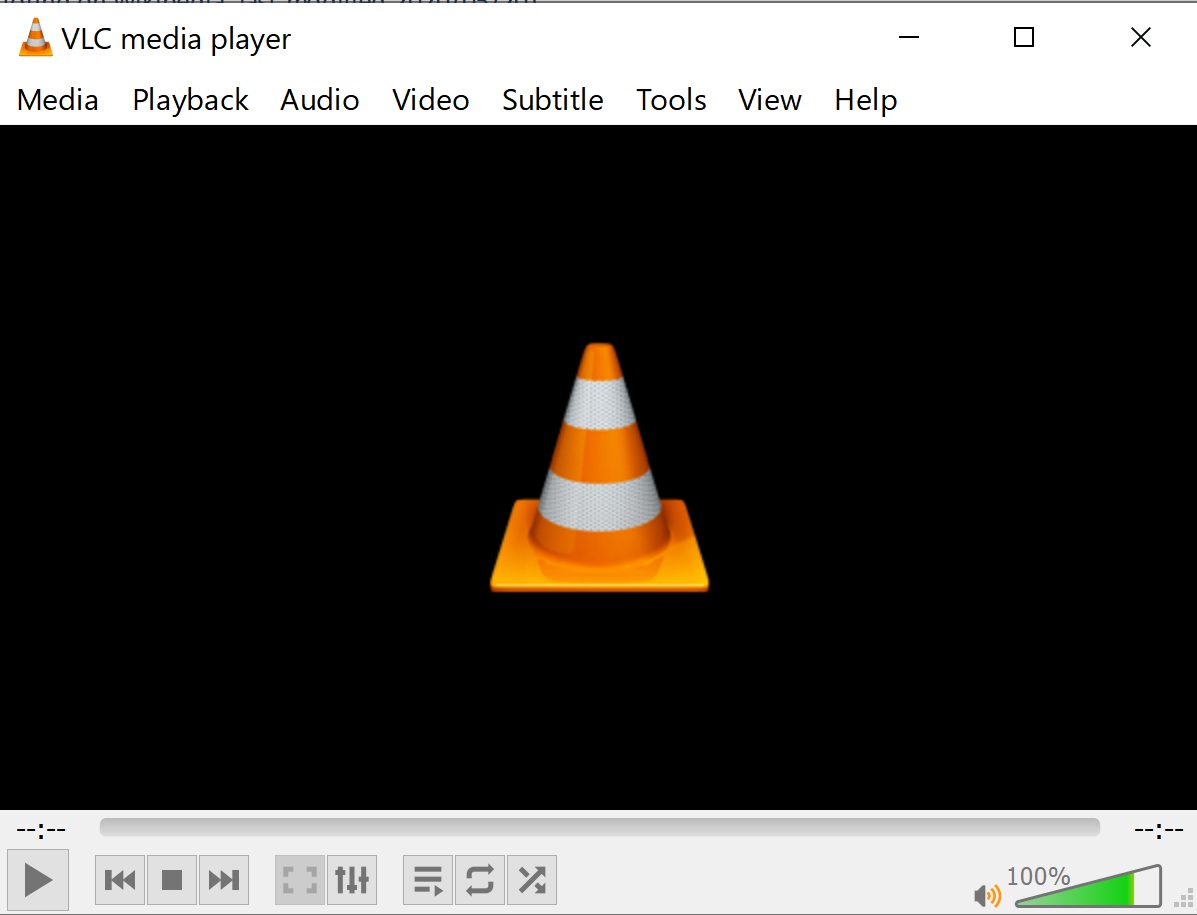 VLC media player
Media Playback Audio Video Subtitle Tools View Help
--:-- --:--
100%